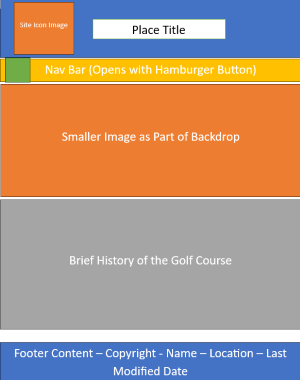 Site Icon Image
Place Title
Nav Bar (Opens with Hamburger Button)
Smaller Image as Part of Backdrop
Brief History of the Golf Course
Footer Content – Copyright - Name – Location – Last
Modified Date